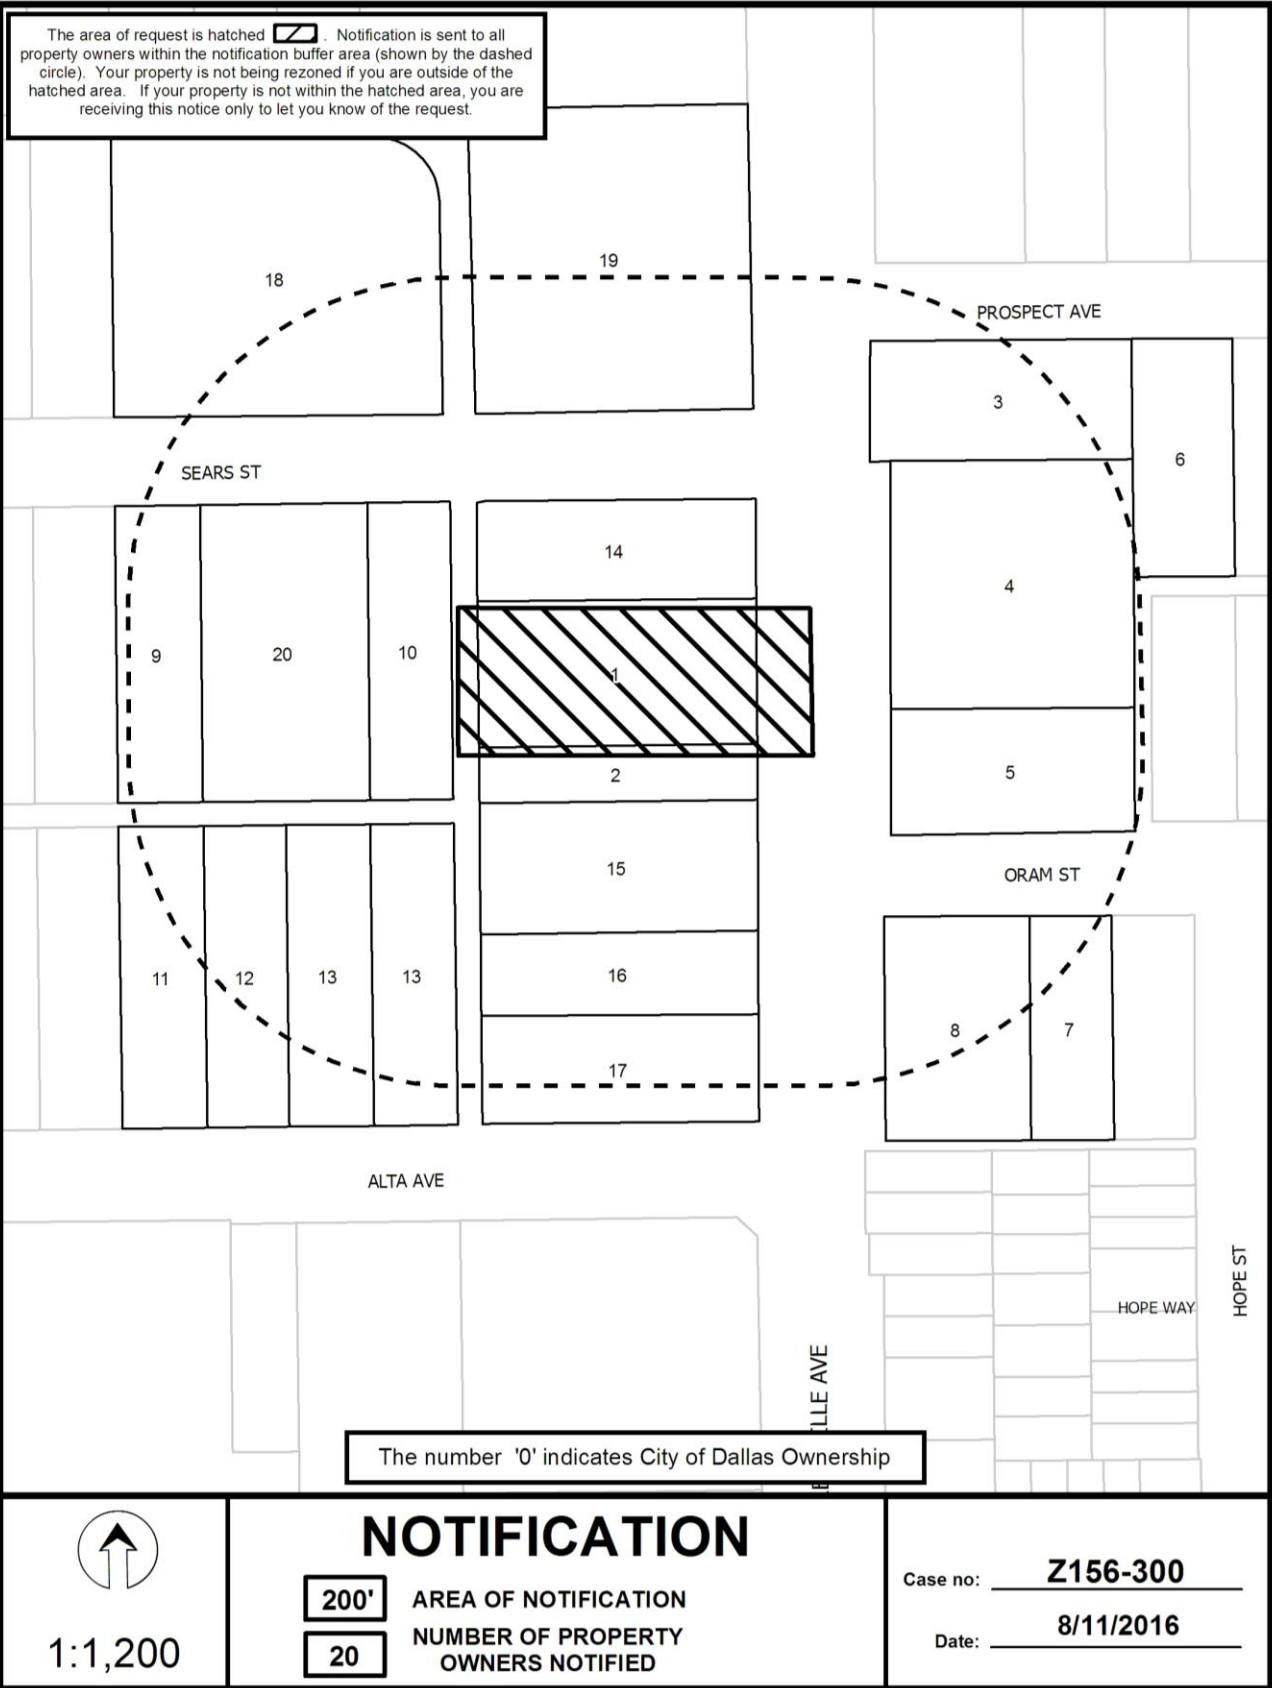 The area of request is hatched . Notification is sent to all
property owners within the notification buffer area (shown by the dashed
circle). Your property is not being rezoned if you are outside of the
hatched area. If your property is not within the hatched area, you are
receiving this notice only to let you know of the request.
19
18
PROSPECT AVE
3
6
SEARS ST
14
4
9
20
10
1
2
5
15
ORAM ST
11
12
13
13
16
8
7
17
ALTA AVE
HOPE ST
HOPE WAY
LLE AVE
The number '0' indicates City of Dallas Ownership
NOTIFICATION
200' AREA OF NOTIFICATION
20 NUMBER OF PROPERTY
OWNERS NOTIFIED
1:1,200
Case no: Z156-300
Date: 8/11/2016